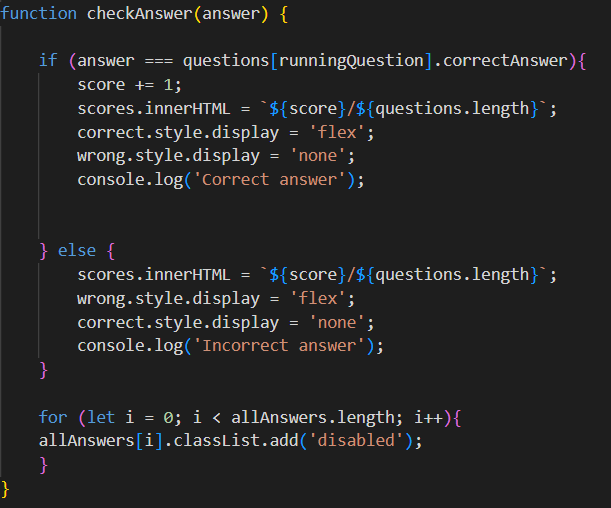 function checkAnswer(answer) {
if (answer === questions[runningQuestion].correctAnswer){
score += 1;
scores.innerHTML = `${score}/${questions.length}`;
correct.style.display = 'flex';
wrong.style.display = 'none';
console.log('Correct answer');
} else {
scores.innerHTML = `${score}/${questions.length}`;
wrong.style.display = 'flex';
correct.style.display = 'none';
console.log('Incorrect answer');
}
for (let i = 0; i < allAnswers.length; i++){
allAnswers[i].classList.add('disabled');
}
}